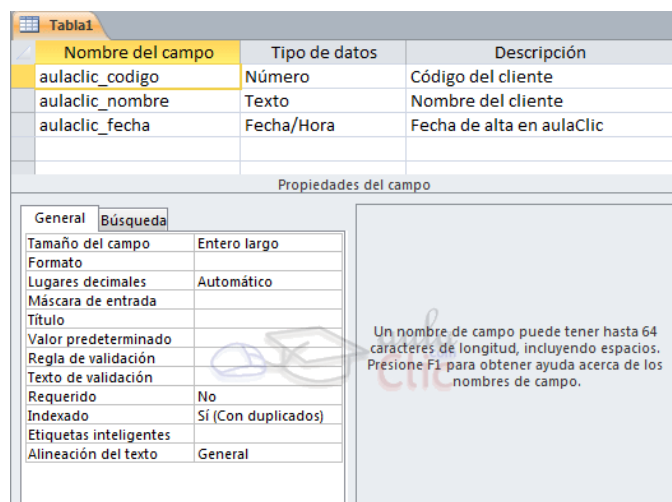 Tabla1
Nombre del campo Tipo de datos Descripción
aulaclic_codigo Número Código del cliente
aulaclic_nombre Texto Nombre del cliente
aulaclic_fecha Fecha/Hora Fecha de alta en aulaClic
Propiedades del campo
General Búsqueda
Tamaño del campo Entero largo
Formato
Lugares decimales Automático
Máscara de entrada
Título
Valor predeterminado
Regla de validación
Texto de validación
Requerido No
Indexado Sí (Con duplicados)
Etiquetas inteligentes
Alineación del texto General
aula
Clic
Un nombre de campo puede tener hasta 64
caracteres de longitud, incluyendo espacios.
Presione F1 para obtener ayuda acerca de los
nombres de campo.